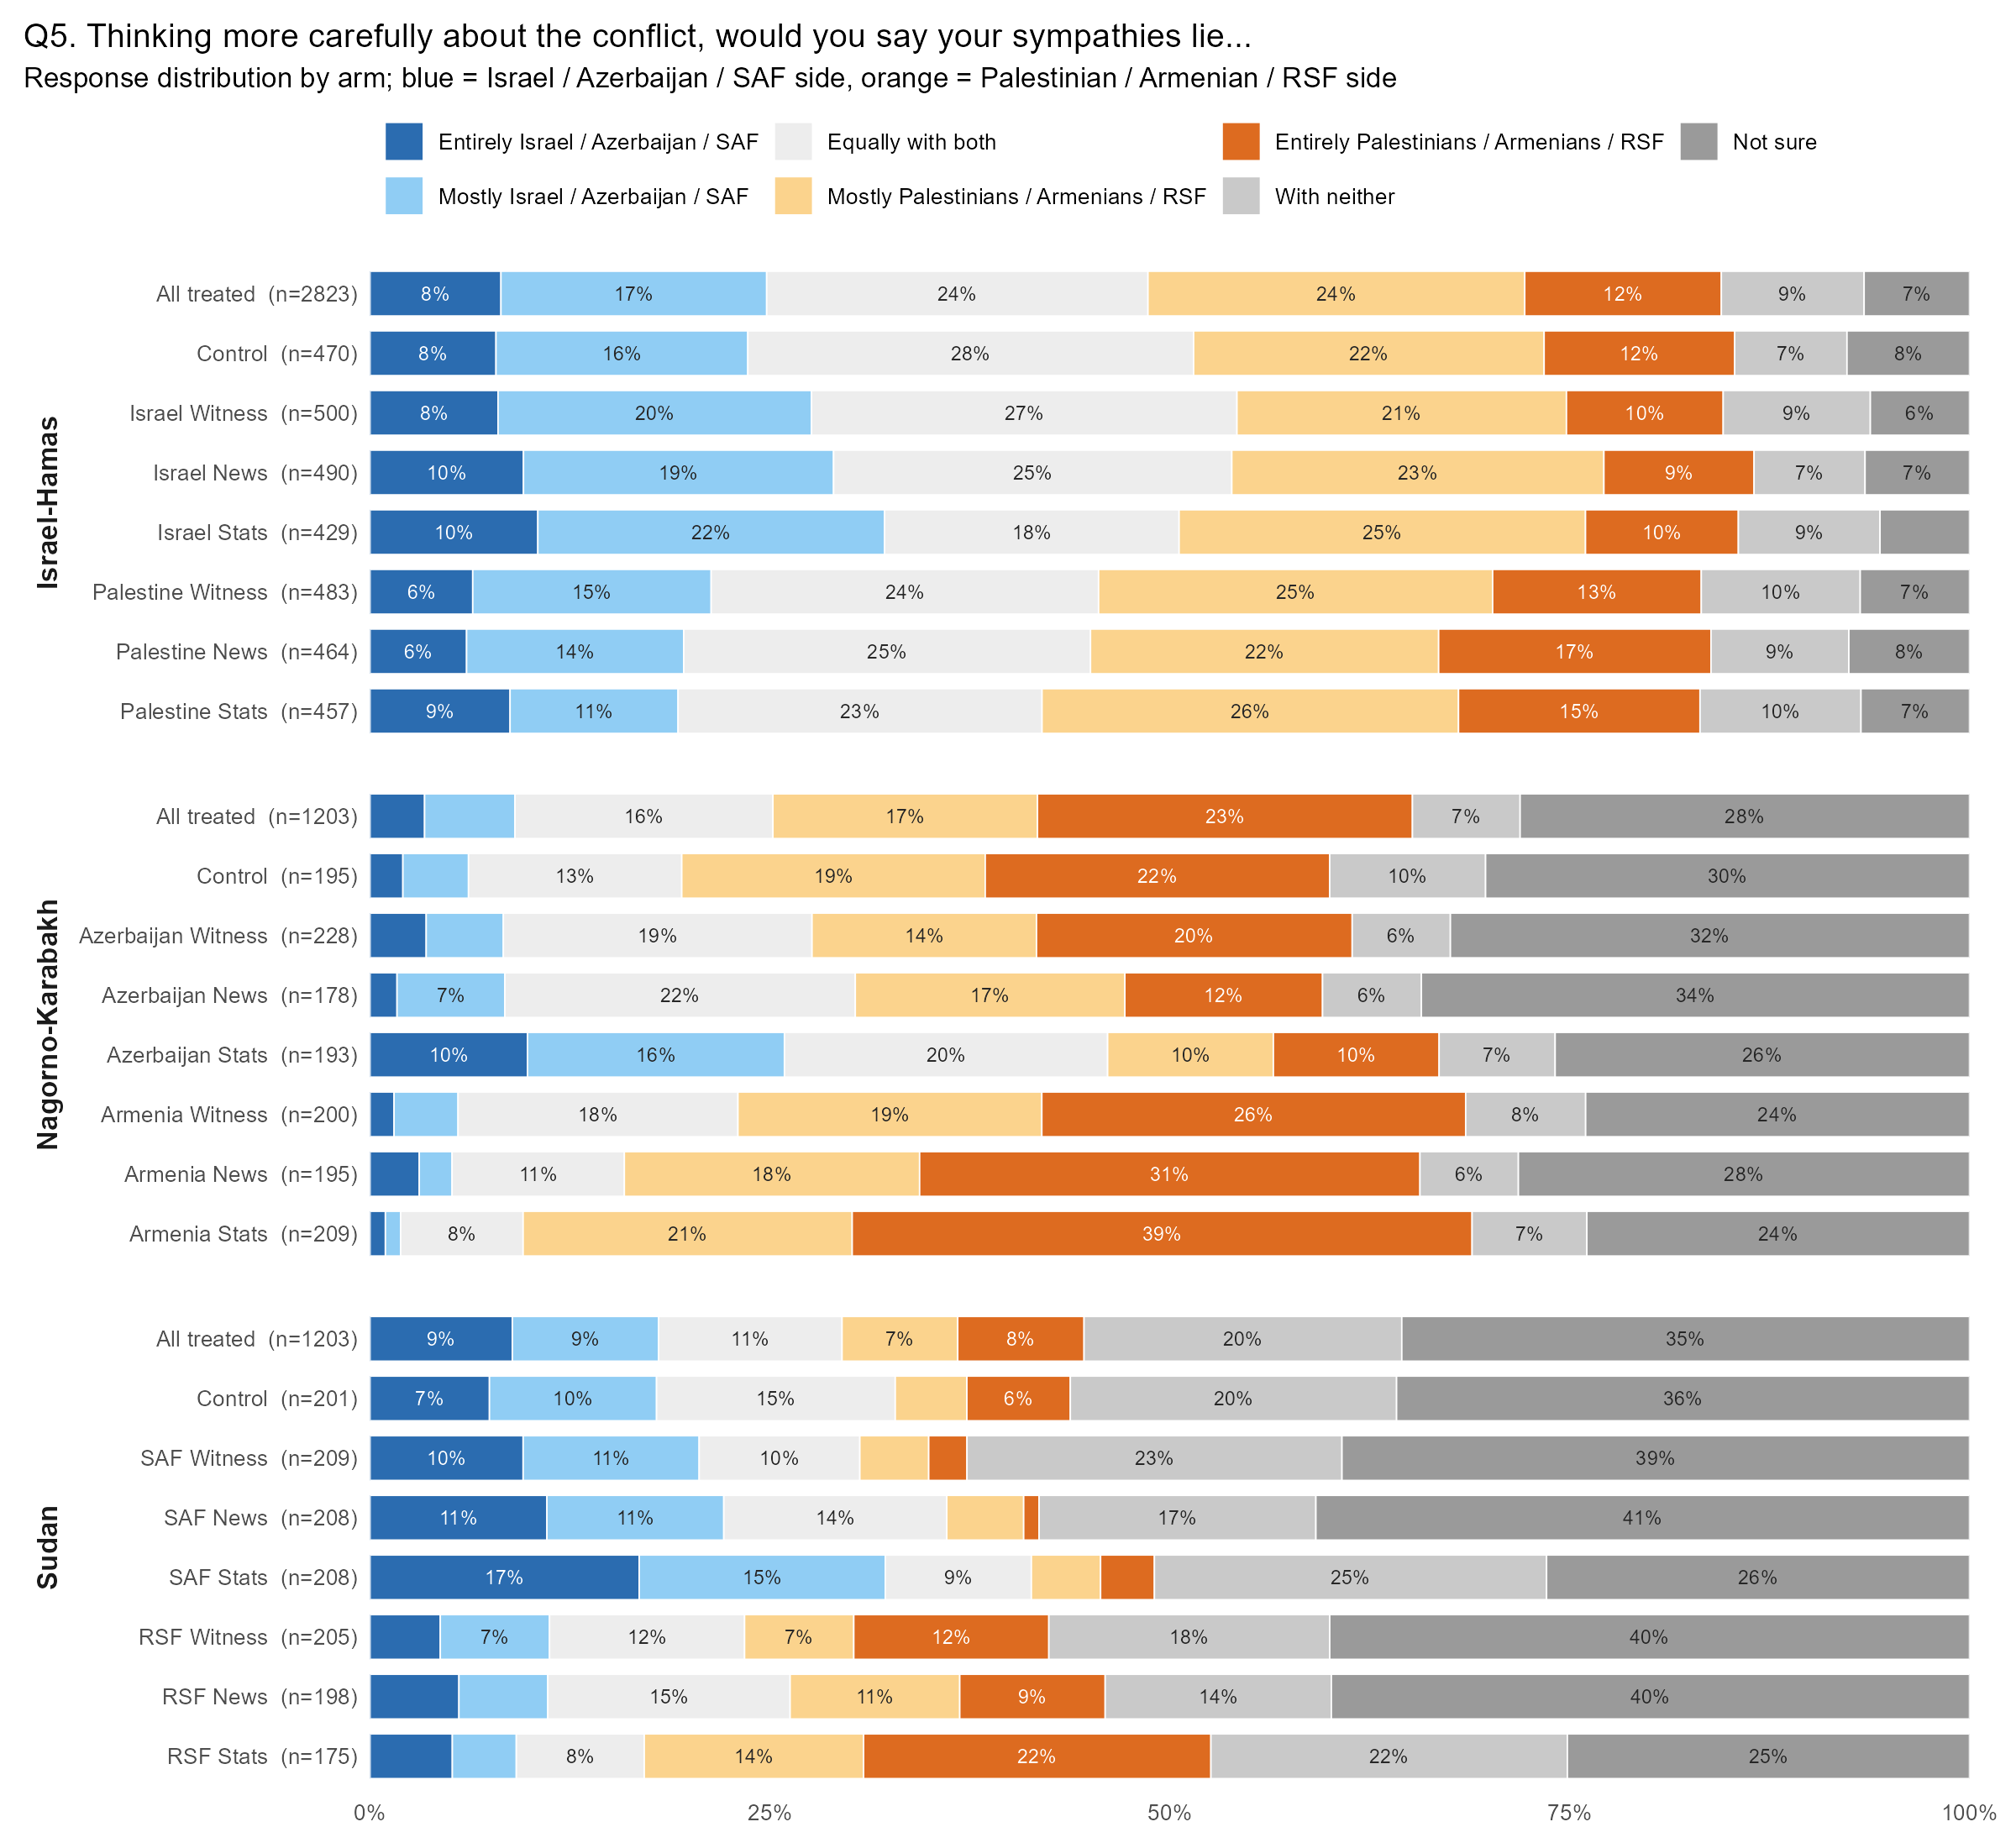 Q5. Thinking more carefully about the conflict, would you say your sympathies lie...
Response distribution by arm; blue = Israel / Azerbaijan / SAF side, orange = Palestinian / Armenian / RSF side
Entirely Israel / Azerbaijan / SAF Equally with both Entirely Palestinians / Armenians / RSF Not sure
Mostly Israel / Azerbaijan / SAF Mostly Palestinians / Armenians / RSF With neither
Israel-Hamas
All treated (n=2823) 8% 17% 24% 24% 12% 9% 7%
Control (n=470) 8% 16% 28% 22% 12% 7% 8%
Israel Witness (n=500) 8% 20% 27% 21% 10% 9% 6%
Israel News (n=490) 10% 19% 25% 23% 9% 7% 7%
Israel Stats (n=429) 10% 22% 18% 25% 10% 9%
Palestine Witness (n=483) 6% 15% 24% 25% 13% 10% 7%
Palestine News (n=464) 6% 14% 25% 22% 17% 9% 8%
Palestine Stats (n=457) 9% 11% 23% 26% 15% 10% 7%
Nagorno-Karabakh
All treated (n=1203) 16% 17% 23% 7% 28%
Control (n=195) 13% 19% 22% 10% 30%
Azerbaijan Witness (n=228) 19% 14% 20% 6% 32%
Azerbaijan News (n=178) 7% 22% 17% 12% 6% 34%
Azerbaijan Stats (n=193) 10% 16% 20% 10% 10% 7% 26%
Armenia Witness (n=200) 18% 19% 26% 8% 24%
Armenia News (n=195) 11% 18% 31% 6% 28%
Armenia Stats (n=209) 8% 21% 39% 7% 24%
Sudan
All treated (n=1203) 9% 9% 11% 7% 8% 20% 35%
Control (n=201) 7% 10% 15% 6% 20% 36%
SAF Witness (n=209) 10% 11% 10% 23% 39%
SAF News (n=208) 11% 11% 14% 17% 41%
SAF Stats (n=208) 17% 15% 9% 25% 26%
RSF Witness (n=205) 7% 12% 7% 12% 18% 40%
RSF News (n=198) 15% 11% 9% 14% 40%
RSF Stats (n=175) 8% 14% 22% 22% 25%
0% 25% 50% 75% 100%